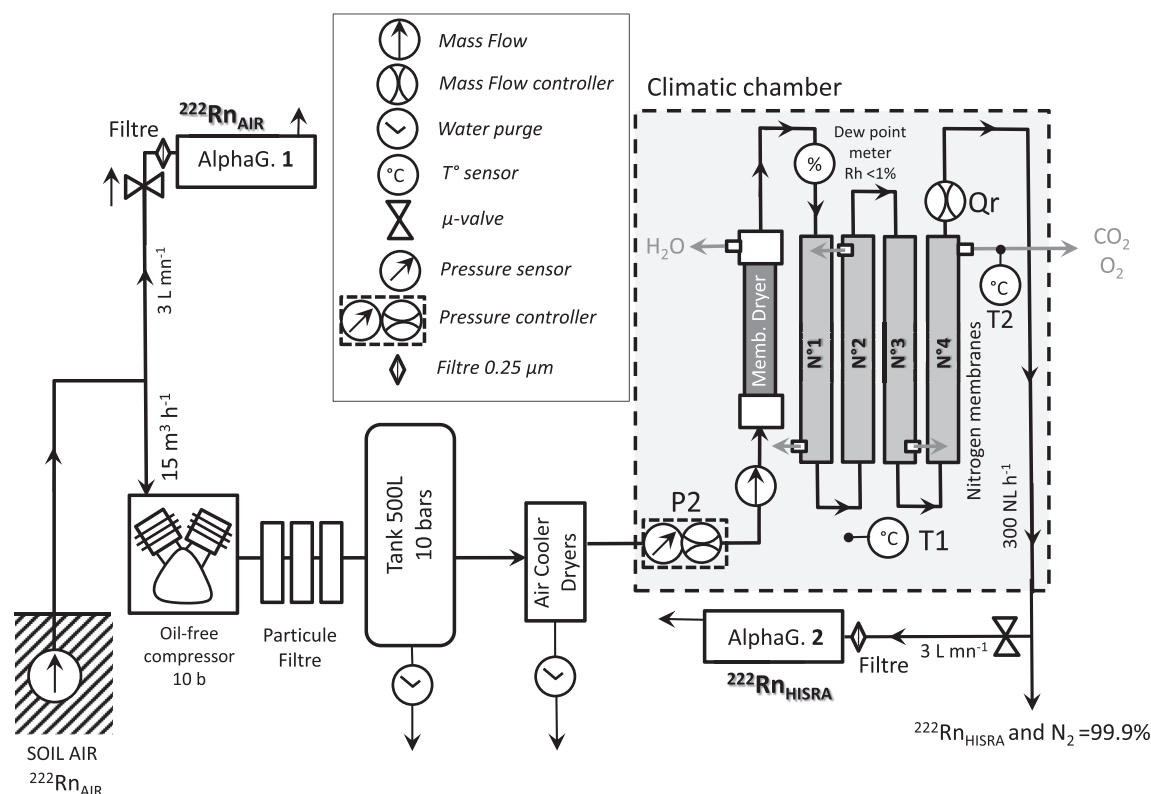 Mass Flow
Mass Flow controller
Water purge
°C
T° sensor
µ-valve
Pressure sensor
Pressure controller
Filtre 0.25 µm
222RnAIR
Filtre
AlphaG. 1
3 L mn-1
15 m3 h-1
SOIL AIR
222RnAIR
Oil-free
compressor
10 b
Particule
Filtre
Tank 500L
10 bars
Air Cooler
Dryers
Climatic chamber
P2
H2O
Memb. Dryer
%
Dew point
meter
Rh <1%
N°1
N°2
N°3
N°4
Nitrogen membranes
Qr
CO2
O2
°C
T2
°C
T1
300 NL h-1
AlphaG. 2
222RnHISRA
Filtre
3 L mn-1
222RnHISRA and N2 =99.9%